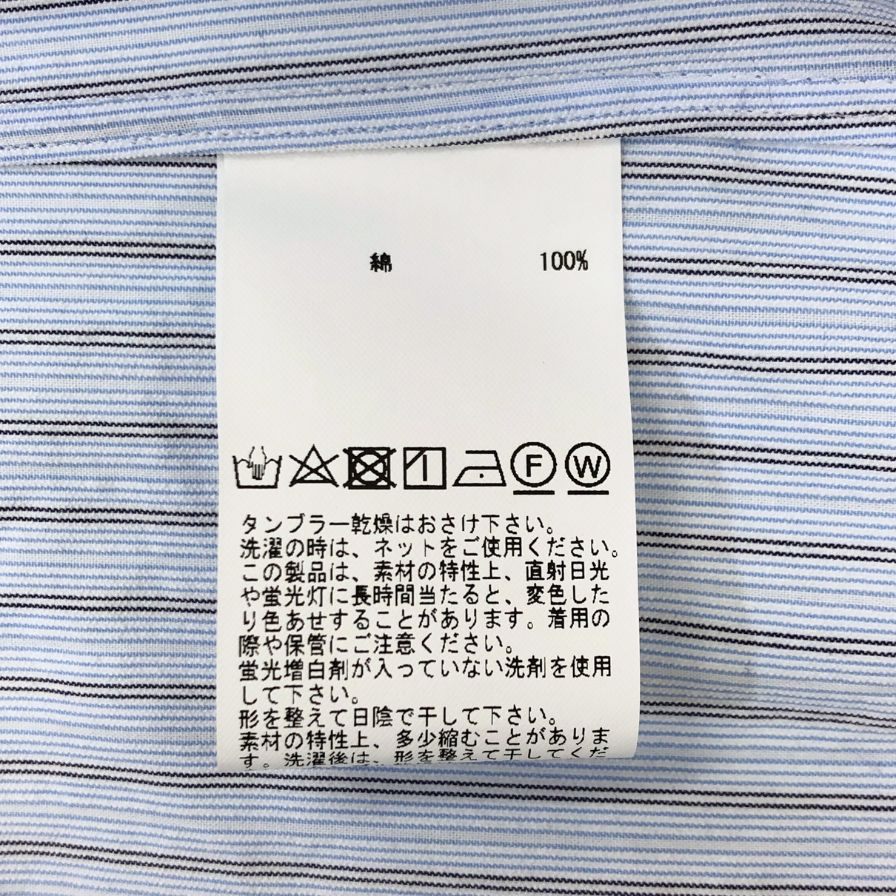 綿 100%
F W
タンブラー乾燥はおさけ下さい。
洗濯の時は、ネットをご使用ください。
この製品は、素材の特性上、直射日光
や蛍光灯に長時間当たると、変色した
り色あせすることがあります。着用の
際や保管にご注意ください。
蛍光増白剤が入っていない洗剤を使用
して下さい。
形を整えて日陰で干して下さい。
素材の特性上、多少縮むことがありま
す。洗濯後は、形を整えて干してくだ